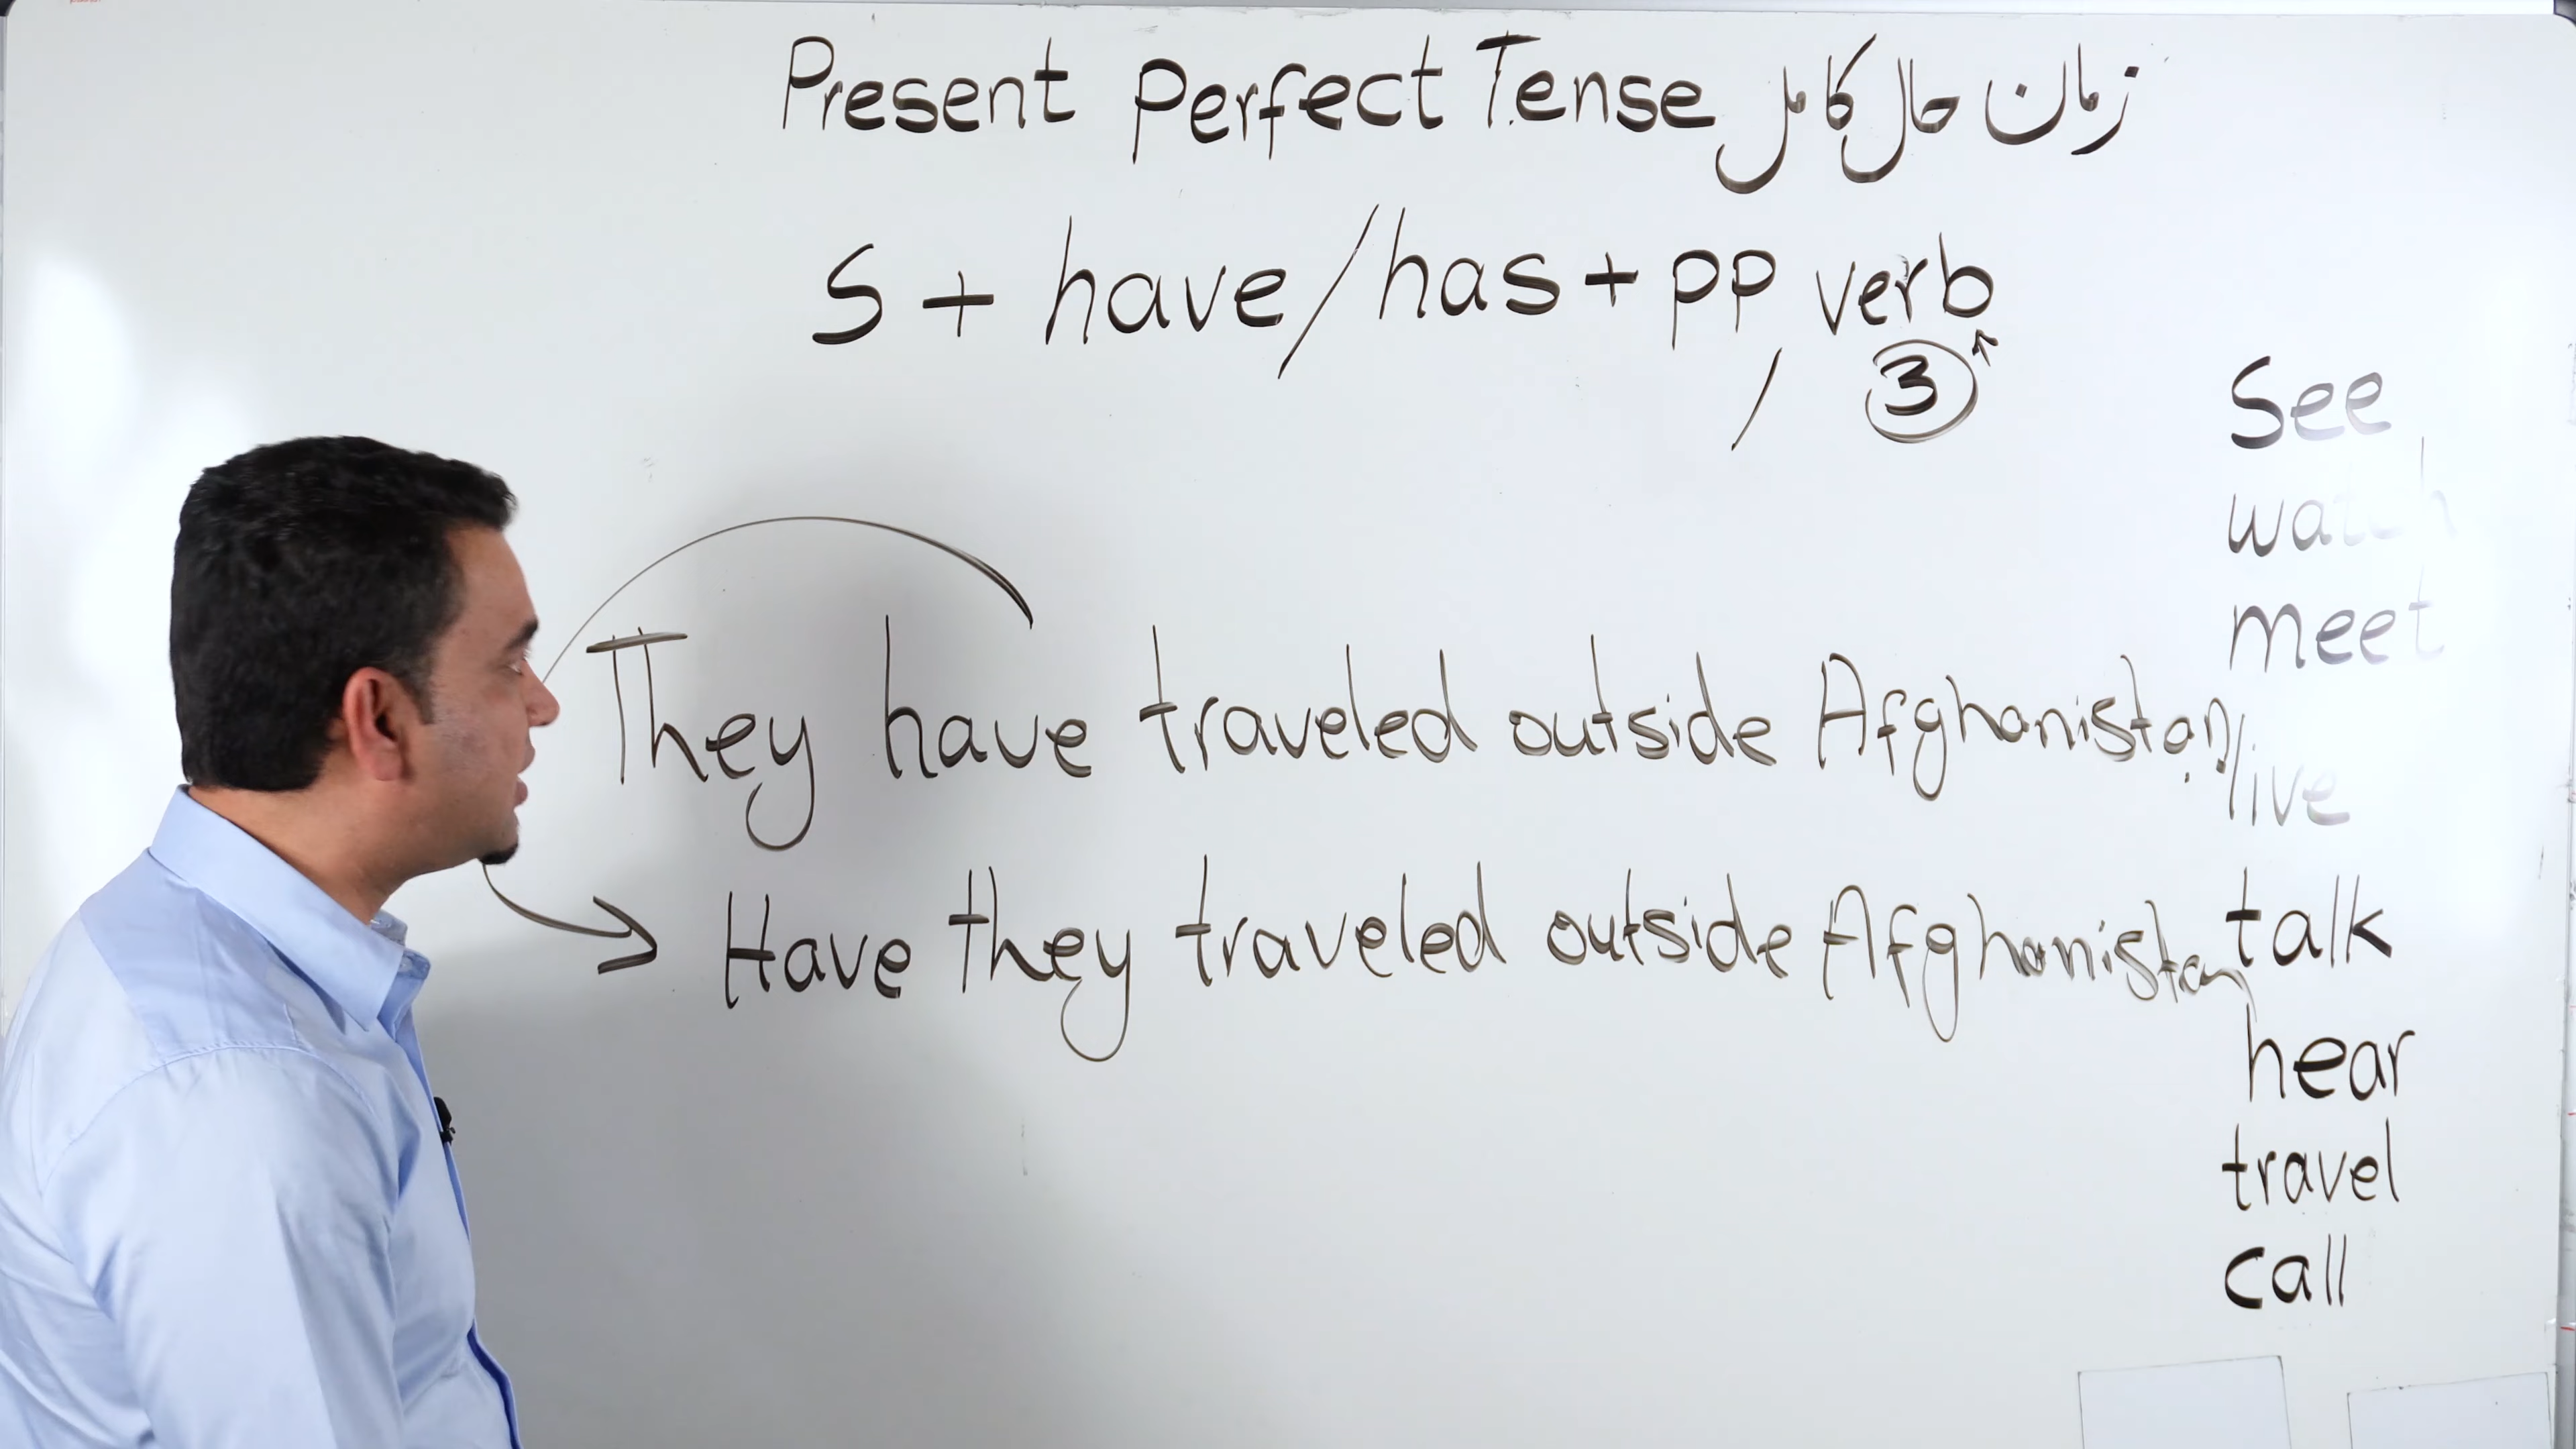 Present Perfect Tense زمان حال کامل
S + have/has + pp verb
/ ③
They have traveled outside Afghanistan.
Have they traveled outside Afghanistan
See
watch
meet
live
talk
hear
travel
call